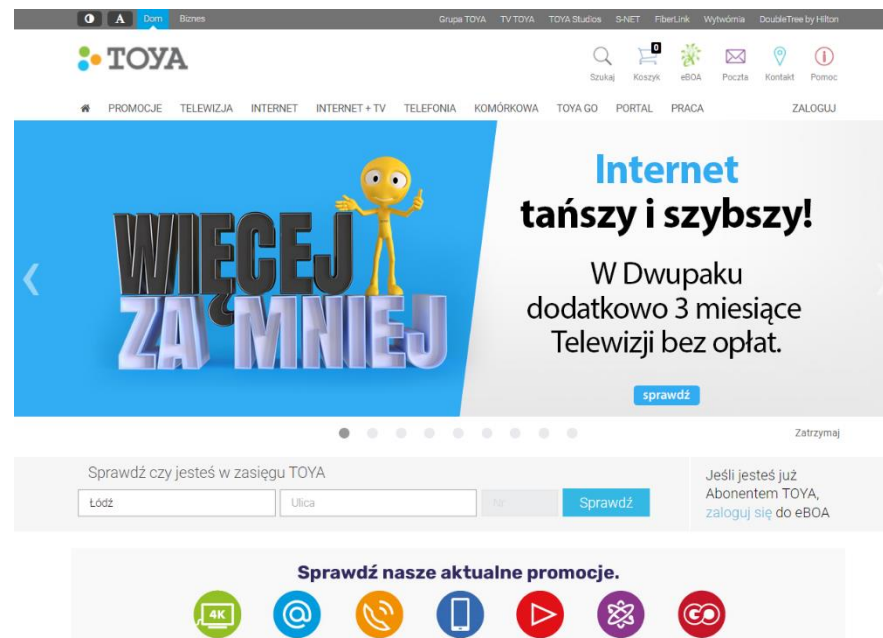 A Dom Biznes Grupa TOYA TV TOYA TOYA Studios S-NET FiberLink Wytwórnia DoubleTree by Hilton
TOYA
0
Szukaj Koszyk eBOA Poczta Kontakt Pomoc
PROMOCJE TELEWIZJA INTERNET INTERNET + TV TELEFONIA KOMÓRKOWA TOYA GO PORTAL PRACA ZALOGUJ
WIĘCEJ
ZA MNIEJ
Internet
tańszy i szybszy!
W Dwupaku
dodatkowo 3 miesiące
Telewizji bez opłat.
sprawdź
Zatrzymaj
Sprawdź czy jesteś w zasięgu TOYA
Łódź Ulica Sprawdź
Jeśli jesteś już
Abonentem TOYA,
zaloguj się do eBOA
Sprawdź nasze aktualne promocje.
4K @ GO